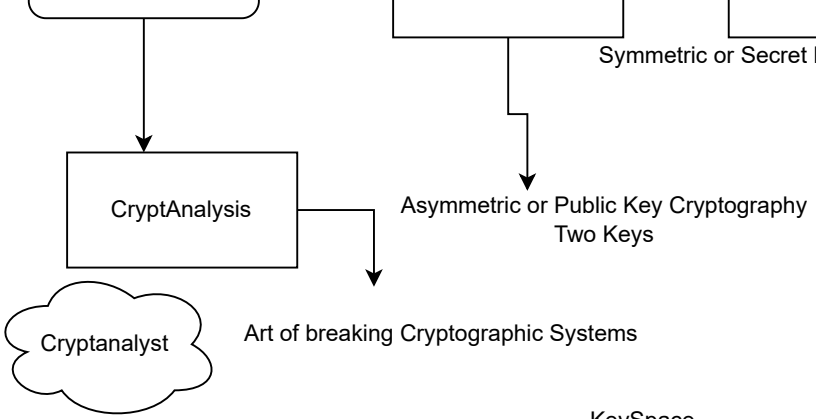 Symmetric or Secret
CryptAnalysis
Asymmetric or Public Key Cryptography
Two Keys
Cryptanalyst
Art of breaking Cryptographic Systems
KeySpace